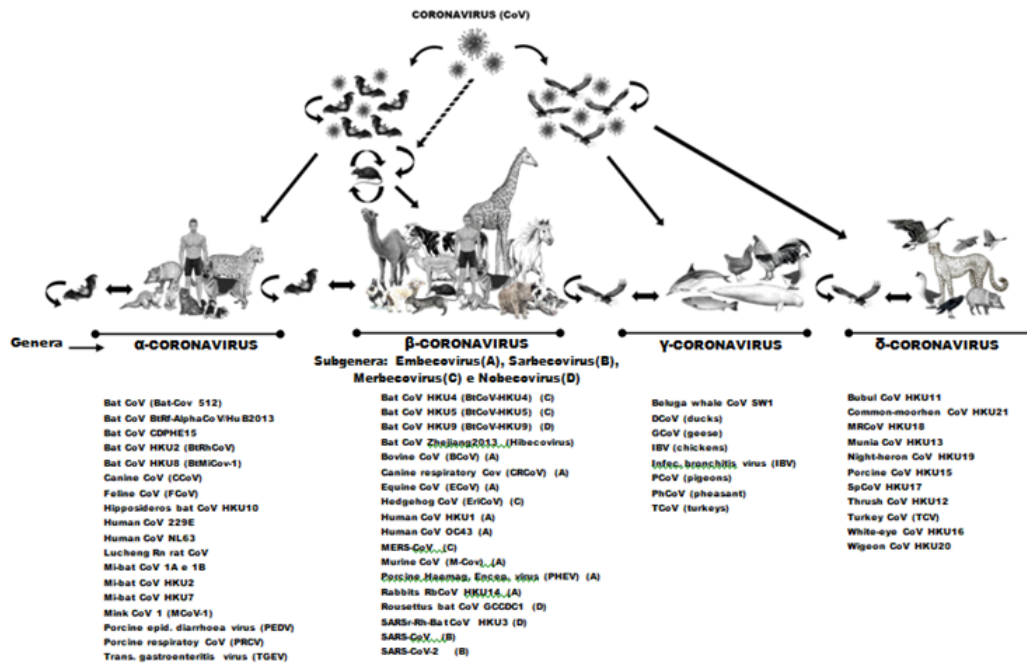 CORONAVIRUS (CoV)
Genera
α-CORONAVIRUS
Bat CoV (Bat-Cov 512)
Bat CoV BtRf-AlphaCoV/HuB2013
Bat CoV CDPHE15
Bat CoV HKU2 (BtRhCoV)
Bat CoV HKU8 (BtMiCov-1)
Canine CoV (CCoV)
Feline CoV (FCoV)
Hipposideros bat CoV HKU10
Human CoV 229E
Human CoV NL63
Lucheng Rn rat CoV
Mi-bat CoV 1A e 1B
Mi-bat CoV HKU2
Mi-bat CoV HKU7
Mink CoV 1 (MCoV-1)
Porcine epid. diarrhoea virus (PEDV)
Porcine respiratoy CoV (PRCV)
Trans. gastroenteritis virus (TGEV)
β-CORONAVIRUS
Subgenera: Embecovirus(A), Sarbecovirus(B),
Merbecovirus(C) e Nobecovirus(D)
Bat CoV HKU4 (BtCoV-HKU4) (C)
Bat CoV HKU5 (BtCoV-HKU5) (C)
Bat CoV HKU9 (BtCoV-HKU9) (D)
Bat CoV Zhejiang2013 (Hibecovirus)
Bovine CoV (BCoV) (A)
Canine respiratory Cov (CRCoV) (A)
Equine CoV (ECoV) (A)
Hedgehog CoV (EriCoV) (C)
Human CoV HKU1 (A)
Human CoV OC43 (A)
MERS-CoV (C)
Murine CoV (M-Cov) (A)
Porcine Haemag. Encep. virus (PHEV) (A)
Rabbits RbCoV HKU14 (A)
Rousettus bat CoV GCCDC1 (D)
SARSr-Rh-BatCoV HKU3 (D)
SARS-CoV (B)
SARS-CoV-2 (B)
γ-CORONAVIRUS
Beluga whale CoV SW1
DCoV (ducks)
GCoV (geese)
IBV (chickens)
Infec. bronchitis virus (IBV)
PCoV (pigeons)
PhCoV (pheasant)
TCoV (turkeys)
δ-CORONAVIRUS
Bubul CoV HKU11
Common-moorhen CoV HKU21
MRCoV HKU18
Munia CoV HKU13
Night-heron CoV HKU19
Porcine CoV HKU15
SpCoV HKU17
Thrush CoV HKU12
Turkey CoV (TCV)
White-eye CoV HKU16
Wigeon CoV HKU20